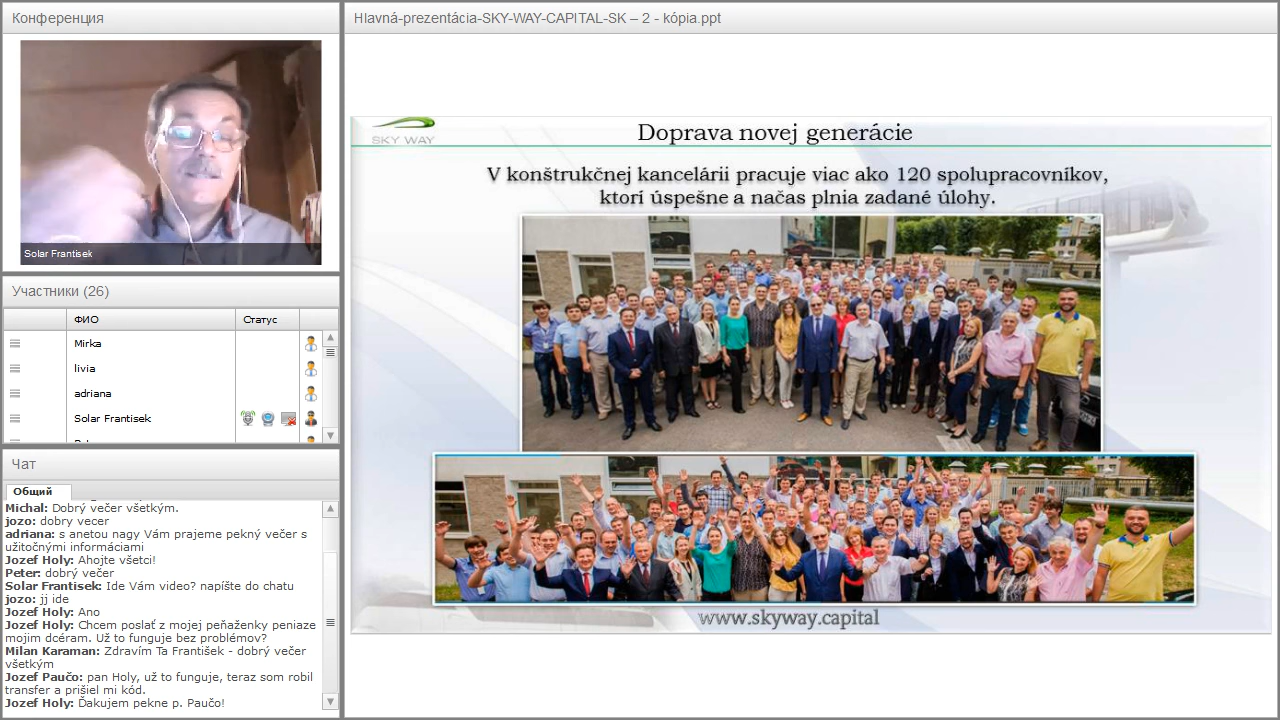 Конференция
Solar Frantisek
Участники (26)
ФИО
Статус
Mirka
livia
adriana
Solar Frantisek
Чат
Общий
Michal: Dobrý večer všetkým.
jozo: dobry vecer
adriana: s anetou nagy Vám prajeme pekný večer s
užitočnými informáciami
Jozef Holy: Ahojte všetci!
Peter: dobrý večer
Solar Frantisek: Ide Vám video? napíšte do chatu
jozo: jj ide
Jozef Holy: Ano
Jozef Holy: Chcem poslať z mojej peňaženky peniaze
mojim dcéram. Už to funguje bez problémov?
Milan Karaman: Zdravím Ta František - dobrý večer
všetkým
Jozef Paučo: pan Holy, už to funguje, teraz som robil
transfer a prišiel mi kód.
Jozef Holy: Ďakujem pekne p. Paučo!
Hlavná-prezentácia-SKY-WAY-CAPITAL-SK – 2 - kópia.ppt
SKY WAY
Doprava novej generácie
V konštrukčnej kancelárii pracuje viac ako 120 spolupracovníkov,
ktorí úspešne a načas plnia zadané úlohy.
www.skyway.capital